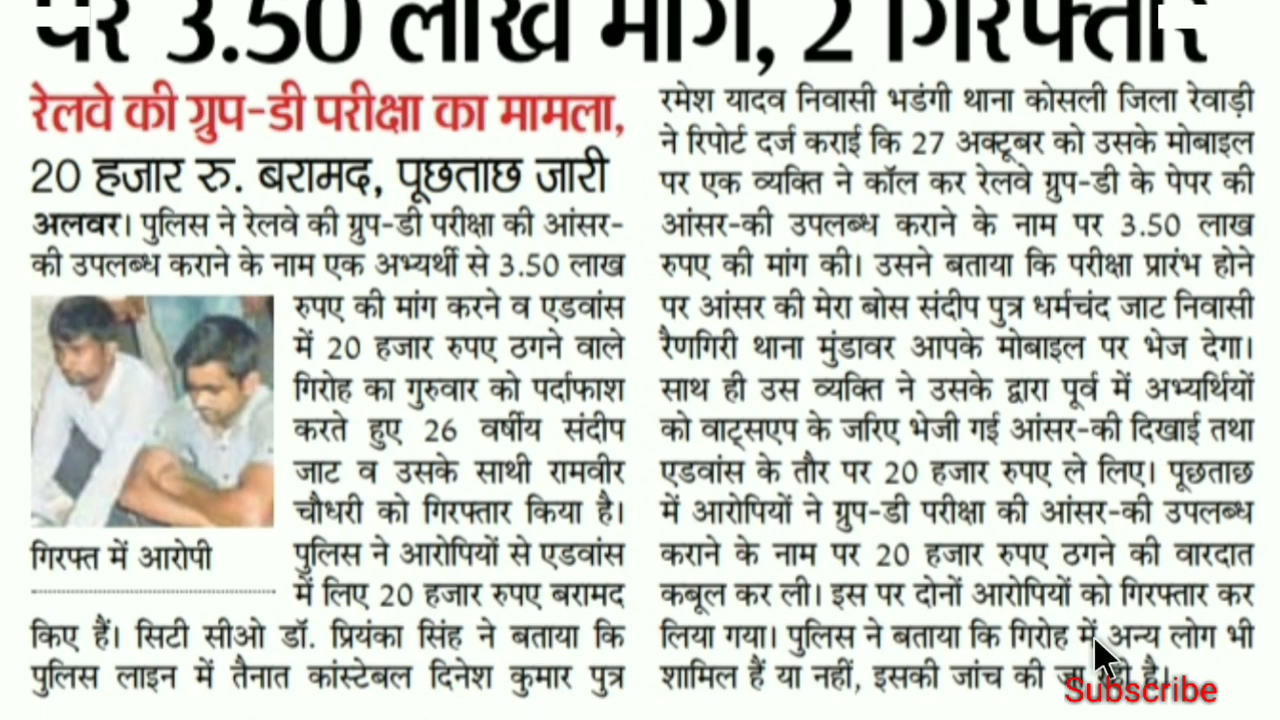 पर 3.50 लाख मांग, 2 गिरफ्तार
रेलवे की ग्रुप-डी परीक्षा का मामला,
20 हजार रु. बरामद, पूछताछ जारी
अलवर। पुलिस ने रेलवे की ग्रुप-डी परीक्षा की आंसर-
की उपलब्ध कराने के नाम एक अभ्यर्थी से 3.50 लाख
रुपए की मांग करने व एडवांस
में 20 हजार रुपए ठगने वाले
गिरोह का गुरुवार को पर्दाफाश
करते हुए 26 वर्षीय संदीप
जाट व उसके साथी रामवीर
चौधरी को गिरफ्तार किया है।
पुलिस ने आरोपियों से एडवांस
में लिए 20 हजार रुपए बरामद
गिरफ्त में आरोपी
किए हैं। सिटी सीओ डॉ. प्रियंका सिंह ने बताया कि
पुलिस लाइन में तैनात कांस्टेबल दिनेश कुमार पुत्र
रमेश यादव निवासी भडंगी थाना कोसली जिला रेवाड़ी
ने रिपोर्ट दर्ज कराई कि 27 अक्टूबर को उसके मोबाइल
पर एक व्यक्ति ने कॉल कर रेलवे ग्रुप-डी के पेपर की
आंसर-की उपलब्ध कराने के नाम पर 3.50 लाख
रुपए की मांग की। उसने बताया कि परीक्षा प्रारंभ होने
पर आंसर की मेरा बोस संदीप पुत्र धर्मचंद जाट निवासी
रैणगिरी थाना मुंडावर आपके मोबाइल पर भेज देगा।
साथ ही उस व्यक्ति ने उसके द्वारा पूर्व में अभ्यर्थियों
को वाट्सएप के जरिए भेजी गई आंसर-की दिखाई तथा
एडवांस के तौर पर 20 हजार रुपए ले लिए। पूछताछ
में आरोपियों ने ग्रुप-डी परीक्षा की आंसर-की उपलब्ध
कराने के नाम पर 20 हजार रुपए ठगने की वारदात
कबूल कर ली। इस पर दोनों आरोपियों को गिरफ्तार कर
लिया गया। पुलिस ने बताया कि गिरोह में अन्य लोग भी
शामिल हैं या नहीं, इसकी जांच की जा रही है।
Subscribe